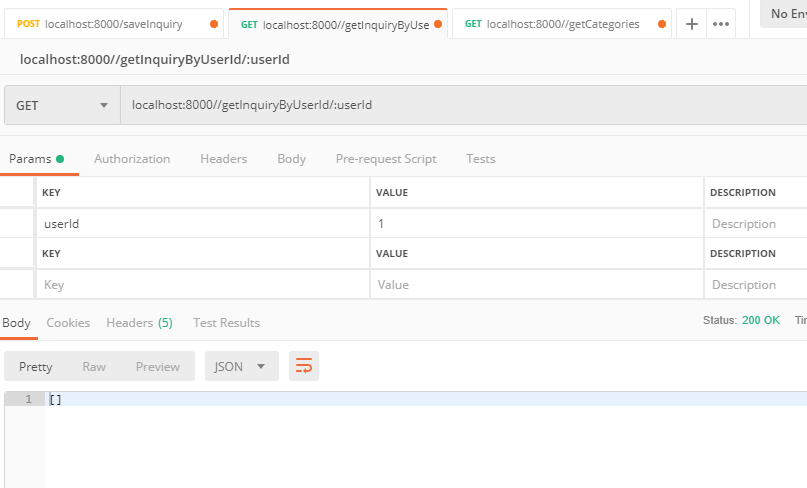 POST localhost:8000/saveInquiry GET localhost:8000//getInquiryByUse GET localhost:8000//getCategories + ••• No Env
localhost:8000//getInquiryByUserId/:userId
GET localhost:8000//getInquiryByUserId/:userId
Params Authorization Headers Body Pre-request Script Tests
KEY VALUE DESCRIPTION
userId 1 Description
KEY VALUE DESCRIPTION
Key Value Description
Body Cookies Headers (5) Test Results Status: 200 OK Tir
Pretty Raw Preview JSON
1 []